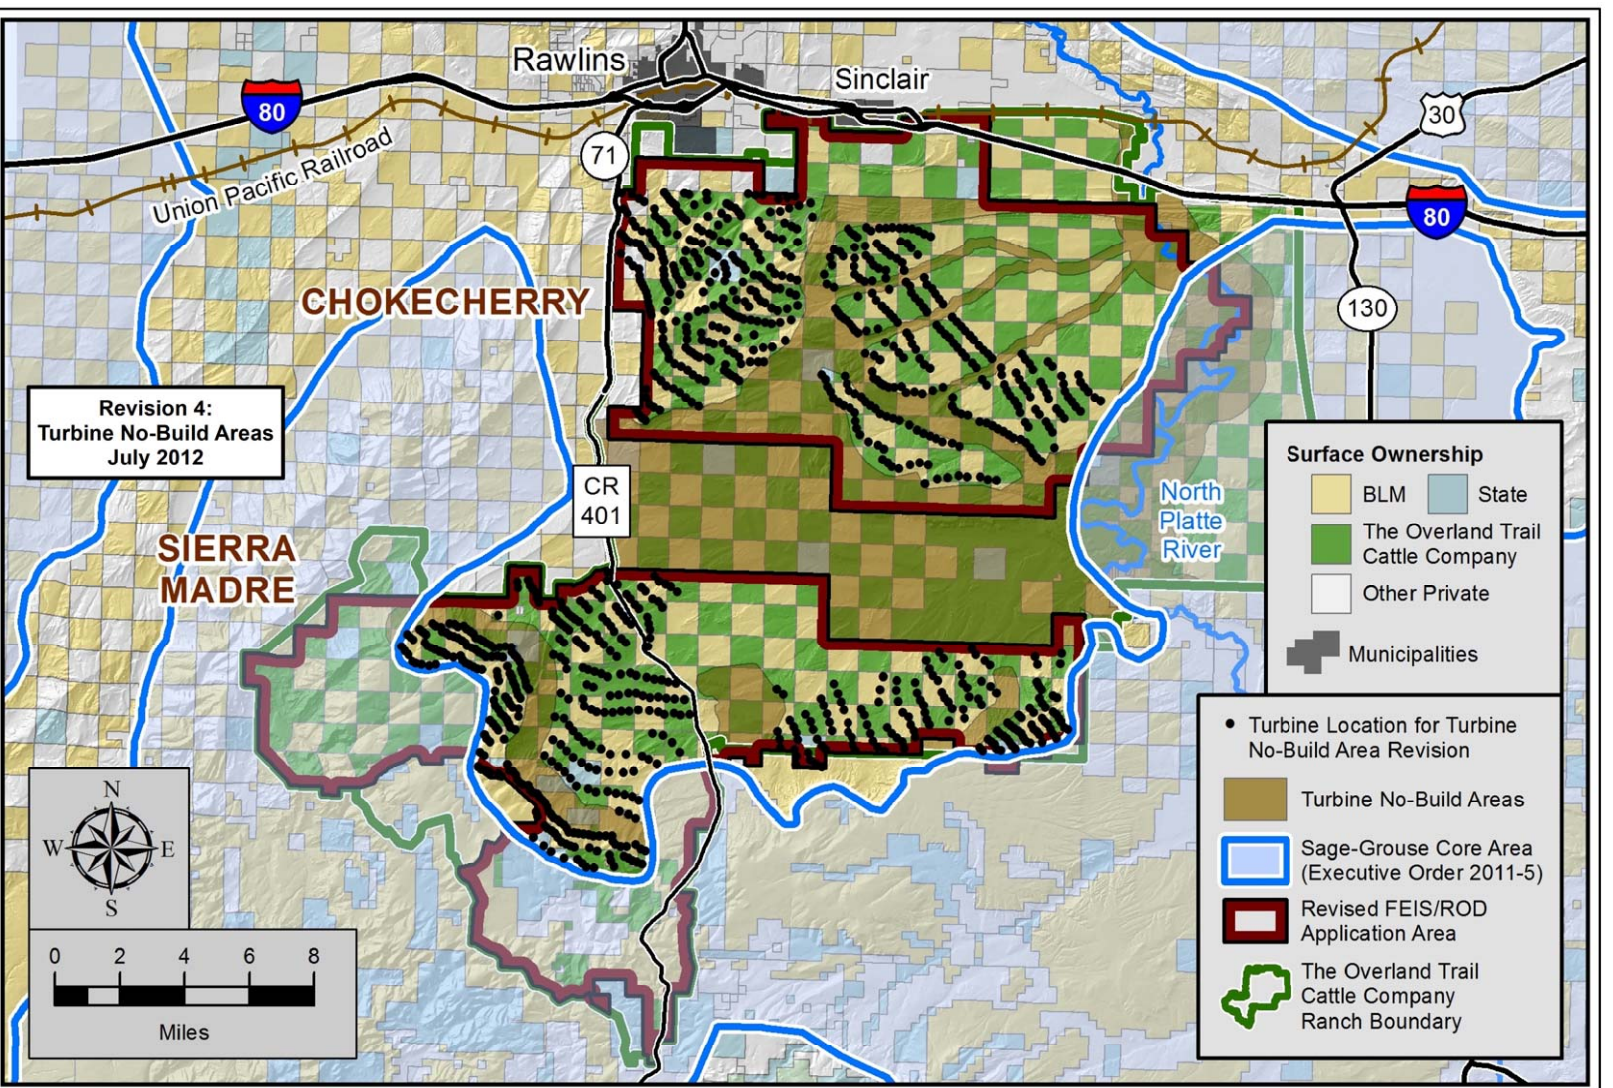 Rawlins
Sinclair
80
30
71
Union Pacific Railroad
80
CHOKECHERRY
130
Revision 4:
Turbine No-Build Areas
July 2012
CR
401
North
Platte
River
SIERRA
MADRE
Surface Ownership
BLM
State
The Overland Trail
Cattle Company
Other Private
Municipalities
Turbine Location for Turbine
No-Build Area Revision
Turbine No-Build Areas
Sage-Grouse Core Area
(Executive Order 2011-5)
Revised FEIS/ROD
Application Area
The Overland Trail
Cattle Company
Ranch Boundary
N
W
E
S
0 2 4 6 8
Miles